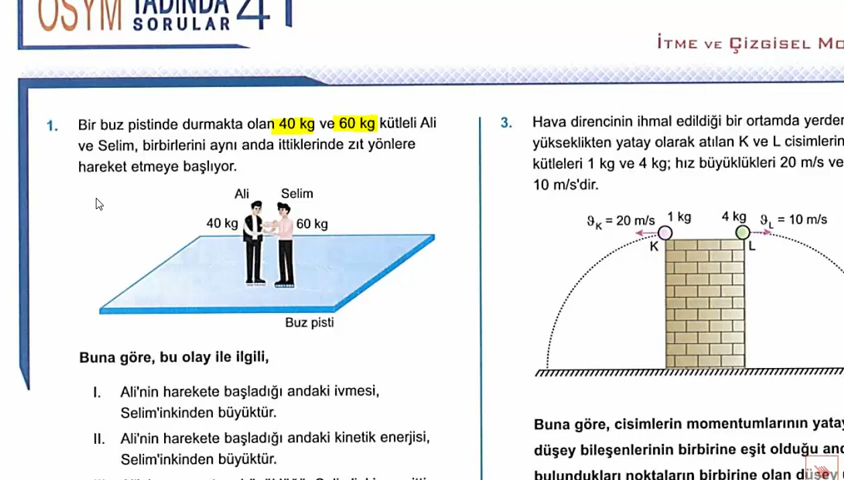 ÖSYM TADINDA 41
SORULAR
İTME VE ÇİZGİSEL MO
1. Bir buz pistinde durmakta olan 40 kg ve 60 kg kütleli Ali
ve Selim, birbirlerini aynı anda ittiklerinde zıt yönlere
hareket etmeye başlıyor.
Ali Selim
40 kg 60 kg
Buz pisti
Buna göre, bu olay ile ilgili,
I. Ali'nin harekete başladığı andaki ivmesi,
Selim'inkinden büyüktür.
II. Ali'nin harekete başladığı andaki kinetik enerjisi,
Selim'inkinden büyüktür.
3. Hava direncinin ihmal edildiği bir ortamda yerden
yükseklikten yatay olarak atılan K ve L cisimlerin
kütleleri 1 kg ve 4 kg; hız büyüklükleri 20 m/s ve
10 m/s'dir.
ϑK = 20 m/s 1 kg 4 kg ϑL = 10 m/s
K L
Buna göre, cisimlerin momentumlarının yatay
düşey bileşenlerinin birbirine eşit olduğu and
bulundukları noktaların birbirine olan düşey